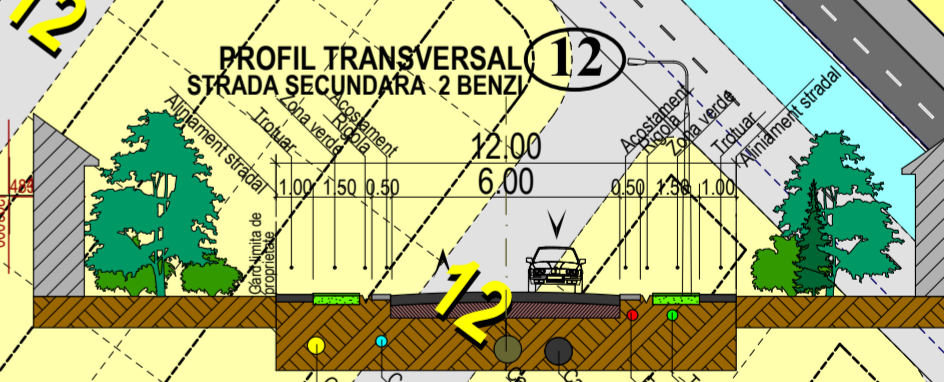 12
PROFIL TRANSVERSAL 12
STRADA SECUNDARA 2 BENZI
Aliniament stradal
Trotuar
Zona verde
Rigola
Acostament
Acostament
Rigola
Zona verde
Trotuar
Aliniament stradal
12.00
6.00
1.00 1.50 0.50
0.50 1.50 1.00
485
Gard limita de
proprietate
12